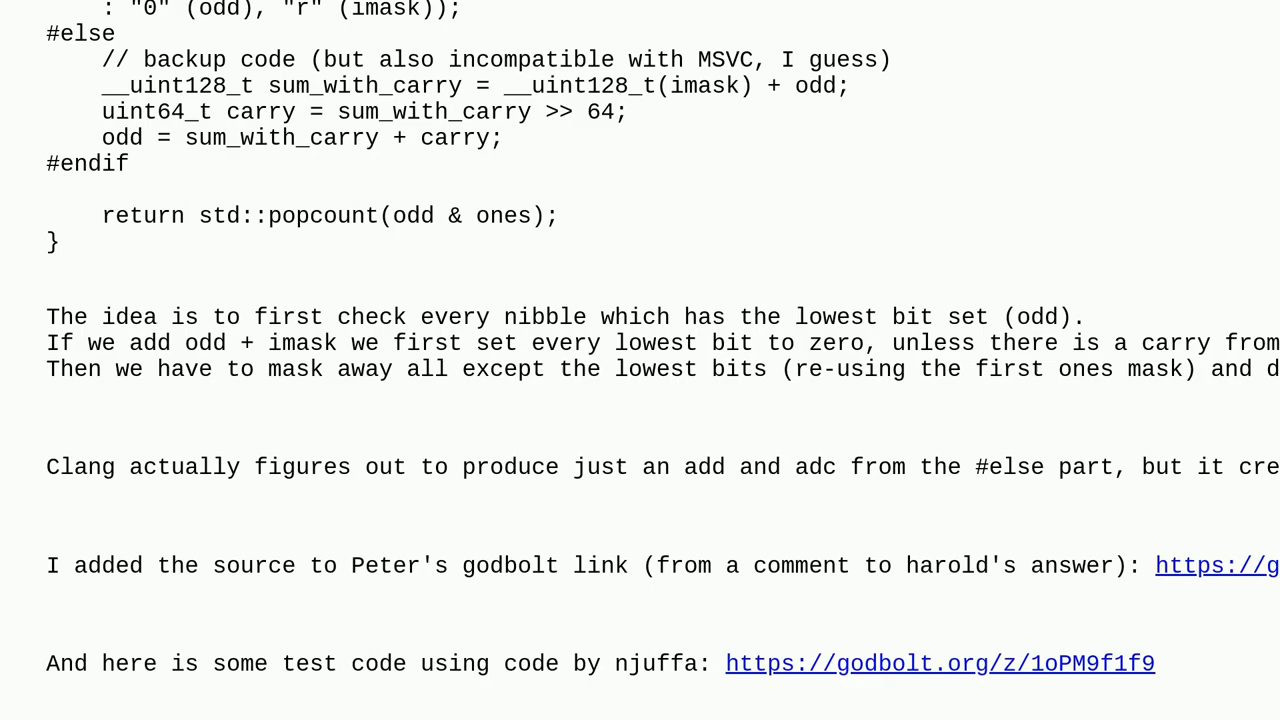 : "0" (odd), "r" (imask));
#else
// backup code (but also incompatible with MSVC, I guess)
__uint128_t sum_with_carry = __uint128_t(imask) + odd;
uint64_t carry = sum_with_carry >> 64;
odd = sum_with_carry + carry;
#endif
return std::popcount(odd & ones);
}
The idea is to first check every nibble which has the lowest bit set (odd).
If we add odd + imask we first set every lowest bit to zero, unless there is a carry from
Then we have to mask away all except the lowest bits (re-using the first ones mask) and d
Clang actually figures out to produce just an add and adc from the #else part, but it cre
I added the source to Peter's godbolt link (from a comment to harold's answer): https://g
And here is some test code using code by njuffa: https://godbolt.org/z/1oPM9f1f9